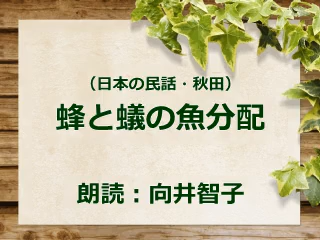 （日本の民話・秋田）
蜂と蟻の魚分配
朗読：向井智子